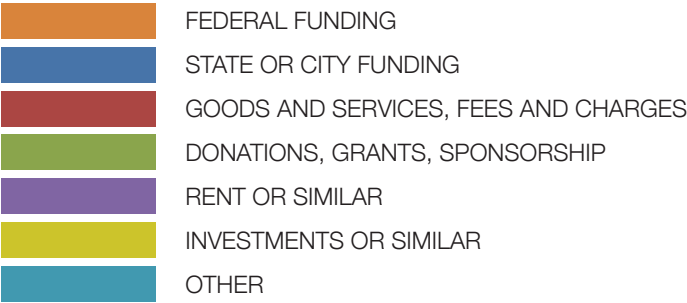 FEDERAL FUNDING
STATE OR CITY FUNDING
GOODS AND SERVICES, FEES AND CHARGES
DONATIONS, GRANTS, SPONSORSHIP
RENT OR SIMILAR
INVESTMENTS OR SIMILAR
OTHER